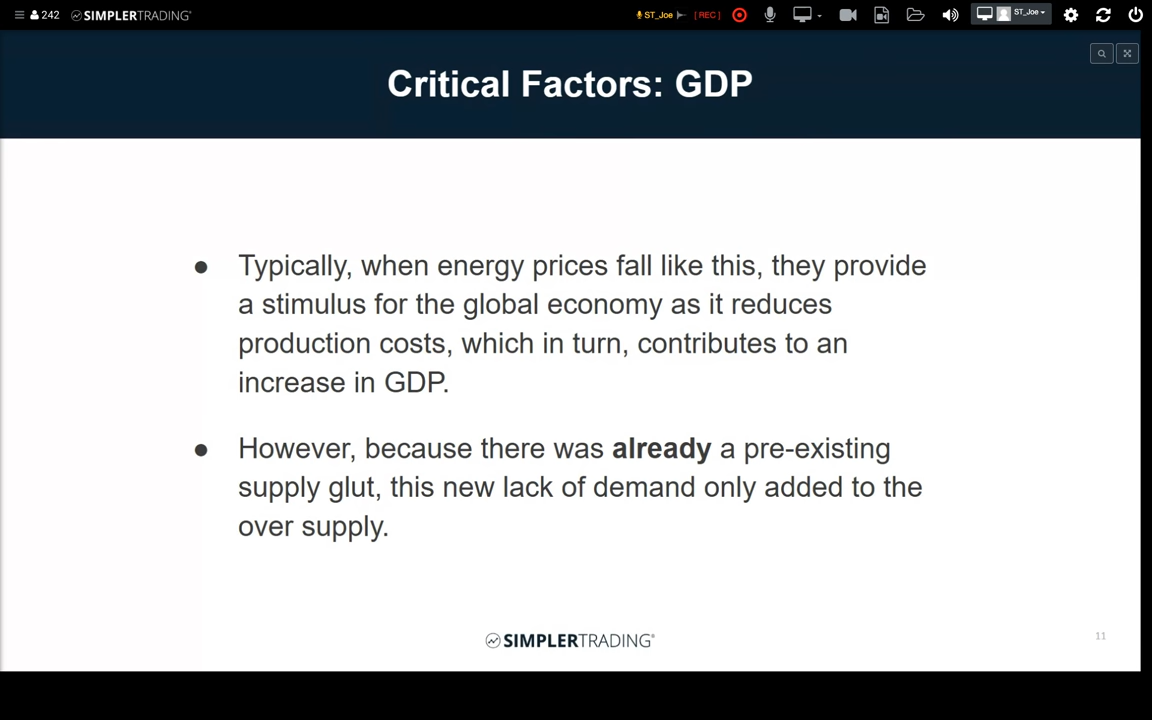 242 SIMPLERTRADING® ST_Joe [REC] ST_Joe
Critical Factors: GDP
● Typically, when energy prices fall like this, they provide
a stimulus for the global economy as it reduces
production costs, which in turn, contributes to an
increase in GDP.
● However, because there was already a pre-existing
supply glut, this new lack of demand only added to the
over supply.
SIMPLERTRADING®
11